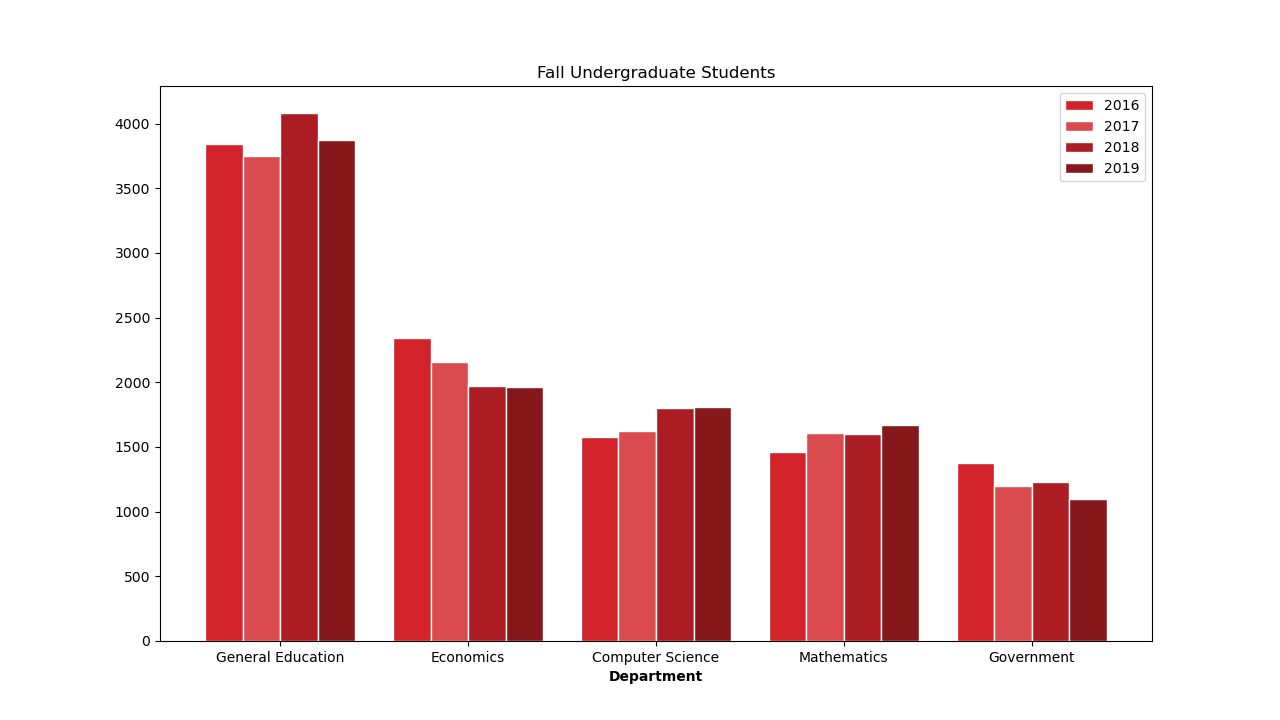 Fall Undergraduate Students
2016
2017
2018
2019
4000
3500
3000
2500
2000
1500
1000
500
0
General Education
Economics
Computer Science
Mathematics
Government
Department